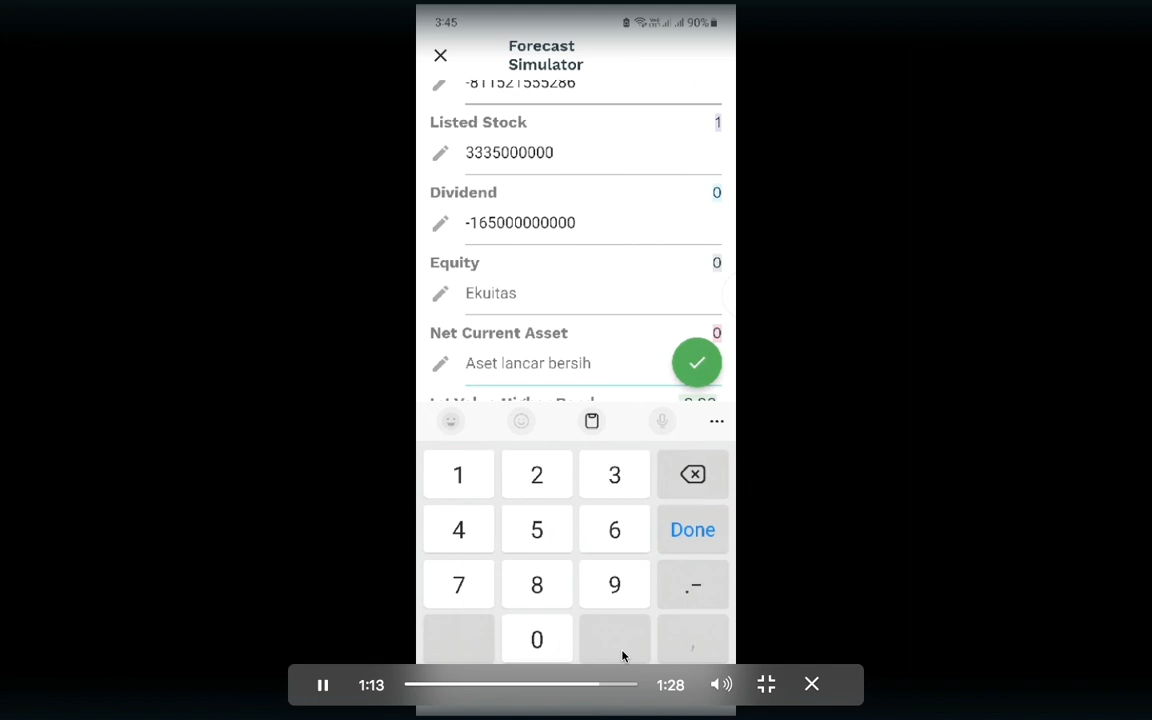 3:45
90%
Forecast
Simulator
-811521555286
Listed Stock 1
3335000000
Dividend 0
-165000000000
Equity 0
Ekuitas
Net Current Asset 0
Aset lancar bersih
1 2 3
4 5 6 Done
7 8 9 .-
0 ,
1:13 1:28